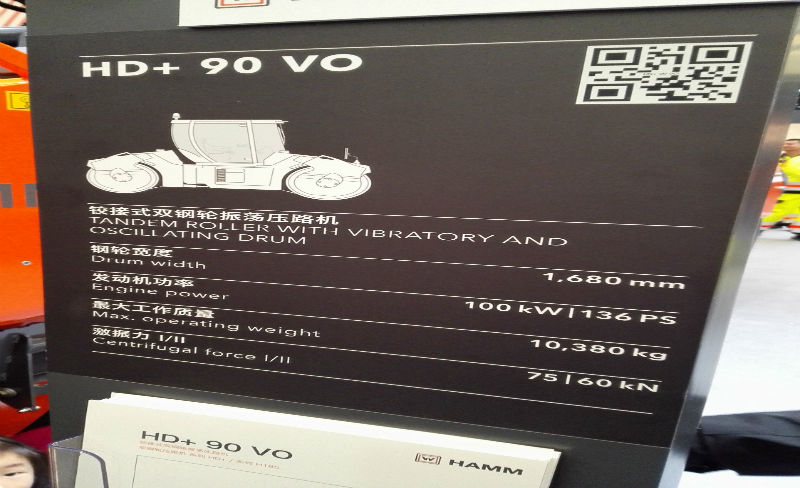 HD+ 90 VO
铰接式双钢轮振荡压路机
TANDEM ROLLER WITH VIBRATORY AND
OSCILLATING DRUM
钢轮宽度
Drum width
1,680 mm
发动机功率
Engine power
100 kW | 136 PS
最大工作质量
Max. operating weight
10,380 kg
激振力 I/II
Centrifugal force I/II
75 | 60 kN
HD+ 90 VO
HAMM